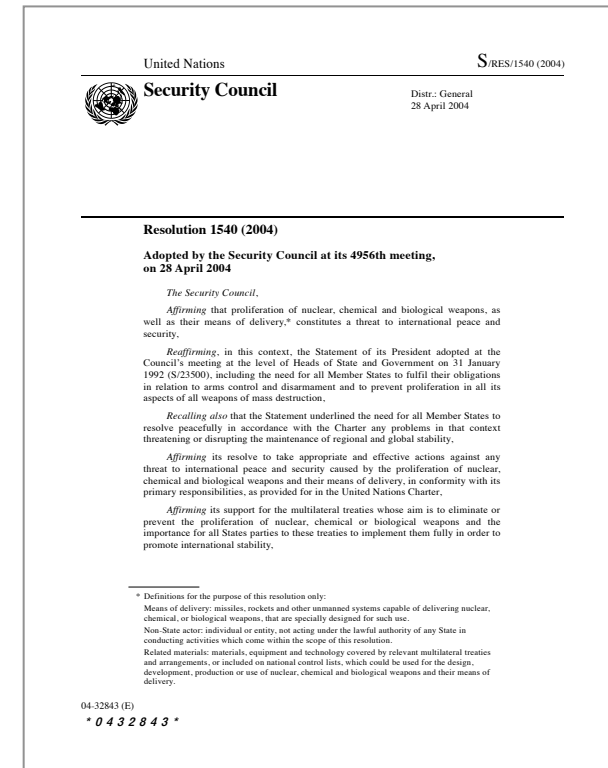 United Nations S/RES/1540 (2004)
Security Council
Distr.: General
28 April 2004
Resolution 1540 (2004)
Adopted by the Security Council at its 4956th meeting,
on 28 April 2004
The Security Council,
Affirming that proliferation of nuclear, chemical and biological weapons, as
well as their means of delivery,* constitutes a threat to international peace and
security,
Reaffirming, in this context, the Statement of its President adopted at the
Council's meeting at the level of Heads of State and Government on 31 January
1992 (S/23500), including the need for all Member States to fulfil their obligations
in relation to arms control and disarmament and to prevent proliferation in all its
aspects of all weapons of mass destruction,
Recalling also that the Statement underlined the need for all Member States to
resolve peacefully in accordance with the Charter any problems in that context
threatening or disrupting the maintenance of regional and global stability,
Affirming its resolve to take appropriate and effective actions against any
threat to international peace and security caused by the proliferation of nuclear,
chemical and biological weapons and their means of delivery, in conformity with its
primary responsibilities, as provided for in the United Nations Charter,
Affirming its support for the multilateral treaties whose aim is to eliminate or
prevent the proliferation of nuclear, chemical or biological weapons and the
importance for all States parties to these treaties to implement them fully in order to
promote international stability,
* Definitions for the purpose of this resolution only:
Means of delivery: missiles, rockets and other unmanned systems capable of delivering nuclear,
chemical, or biological weapons, that are specially designed for such use.
Non-State actor: individual or entity, not acting under the lawful authority of any State in
conducting activities which come within the scope of this resolution.
Related materials: materials, equipment and technology covered by relevant multilateral treaties
and arrangements, or included on national control lists, which could be used for the design,
development, production or use of nuclear, chemical and biological weapons and their means of
delivery.
04-32843 (E)
*0432843*